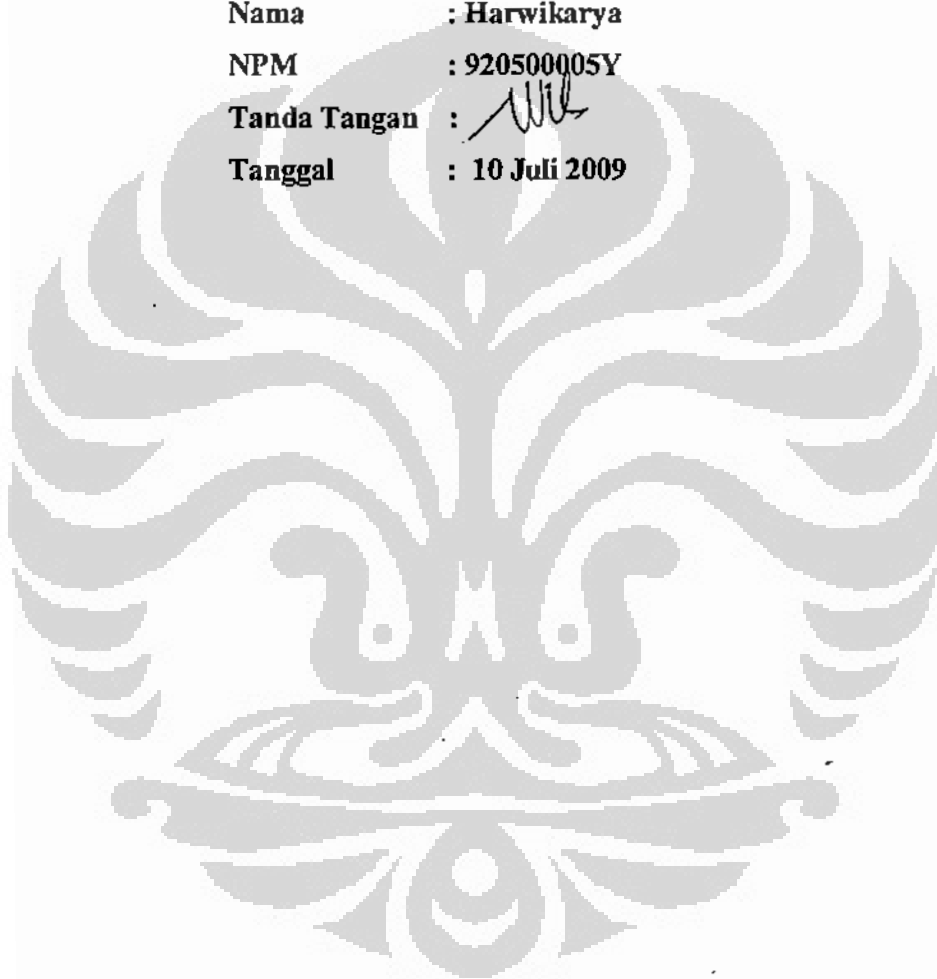 Nama : Harwikarya
NPM : 920500005Y
Tanda Tangan :
Tanggal : 10 Juli 2009